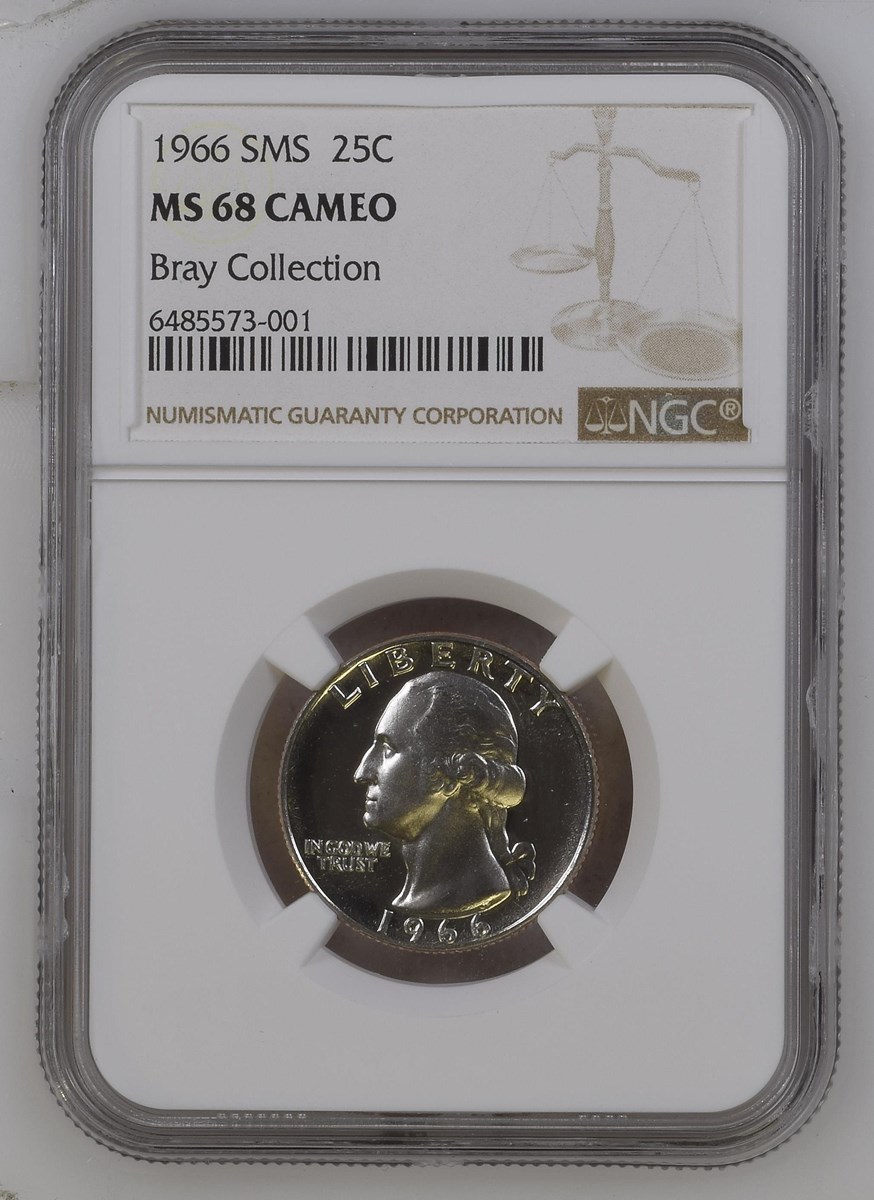 1966 SMS 25C
MS 68 CAMEO
Bray Collection
6485573-001
NUMISMATIC GUARANTY CORPORATION
NGC®
LIBERTY
IN GOD WE
TRUST
1966